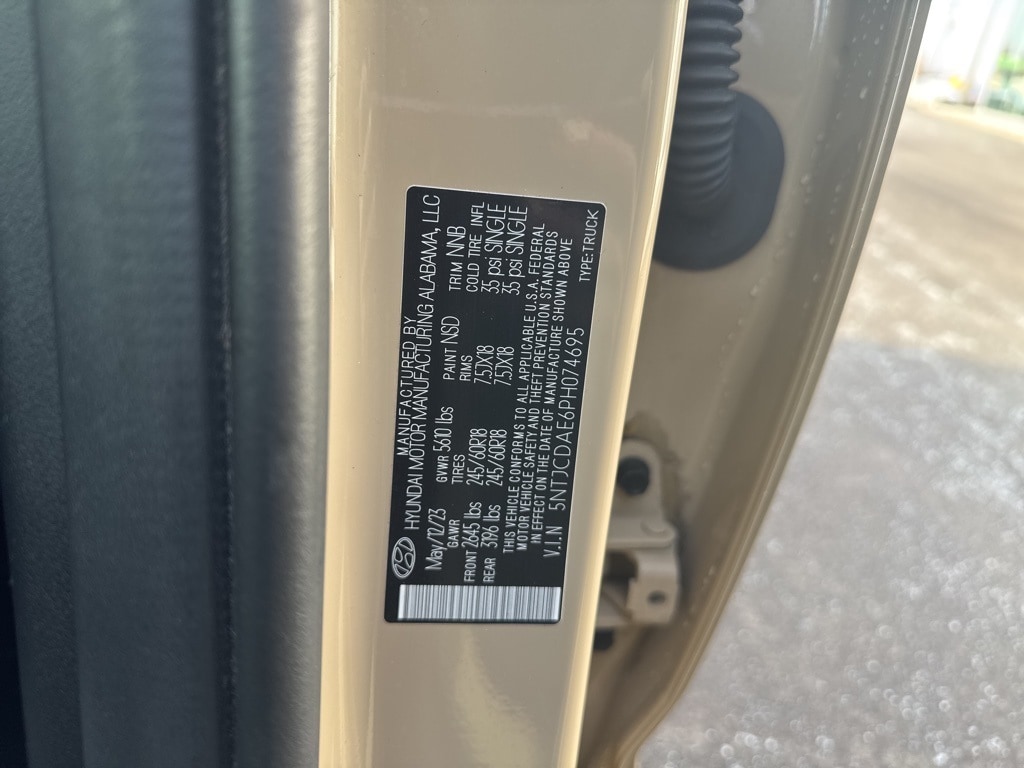 MANUFACTURED BY
HYUNDAI MOTOR MANUFACTURING ALABAMA, LLC
May/12/23 GVWR 5600 lbs PAINT NSD TRIM NNB
GAWR TIRES RIMS COLD TIRE INFL
FRONT 2645 lbs 245/60R18 7.5JX18 35 psi SINGLE
REAR 3196 lbs 245/60R18 7.5JX18 35 psi SINGLE
THIS VEHICLE CONFORMS TO ALL APPLICABLE U.S.A. FEDERAL
MOTOR VEHICLE SAFETY AND THEFT PREVENTION STANDARDS
IN EFFECT ON THE DATE OF MANUFACTURE SHOWN ABOVE
V.I.N 5NTJCDAE6PH074695 TYPE:TRUCK